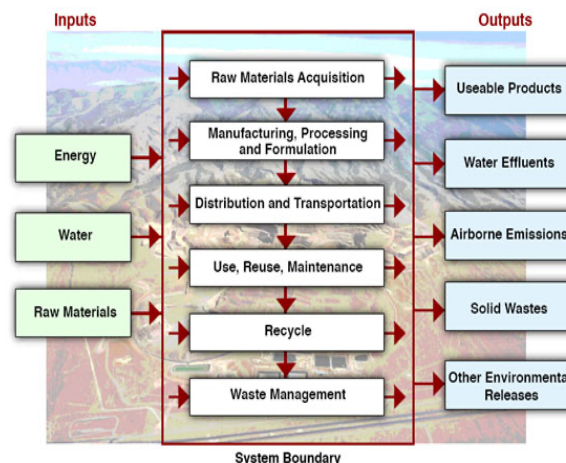 Inputs
Outputs
Raw Materials Acquisition
Manufacturing, Processing
and Formulation
Distribution and Transportation
Use, Reuse, Maintenance
Recycle
Waste Management
Energy
Water
Raw Materials
Useable Products
Water Effluents
Airborne Emissions
Solid Wastes
Other Environmenta
Releases
System Boundary